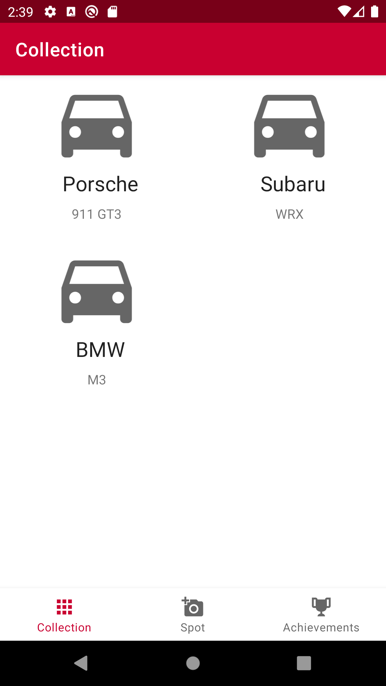 2:39
Collection
Porsche
911 GT3
Subaru
WRX
BMW
M3
Collection
Spot
Achievements